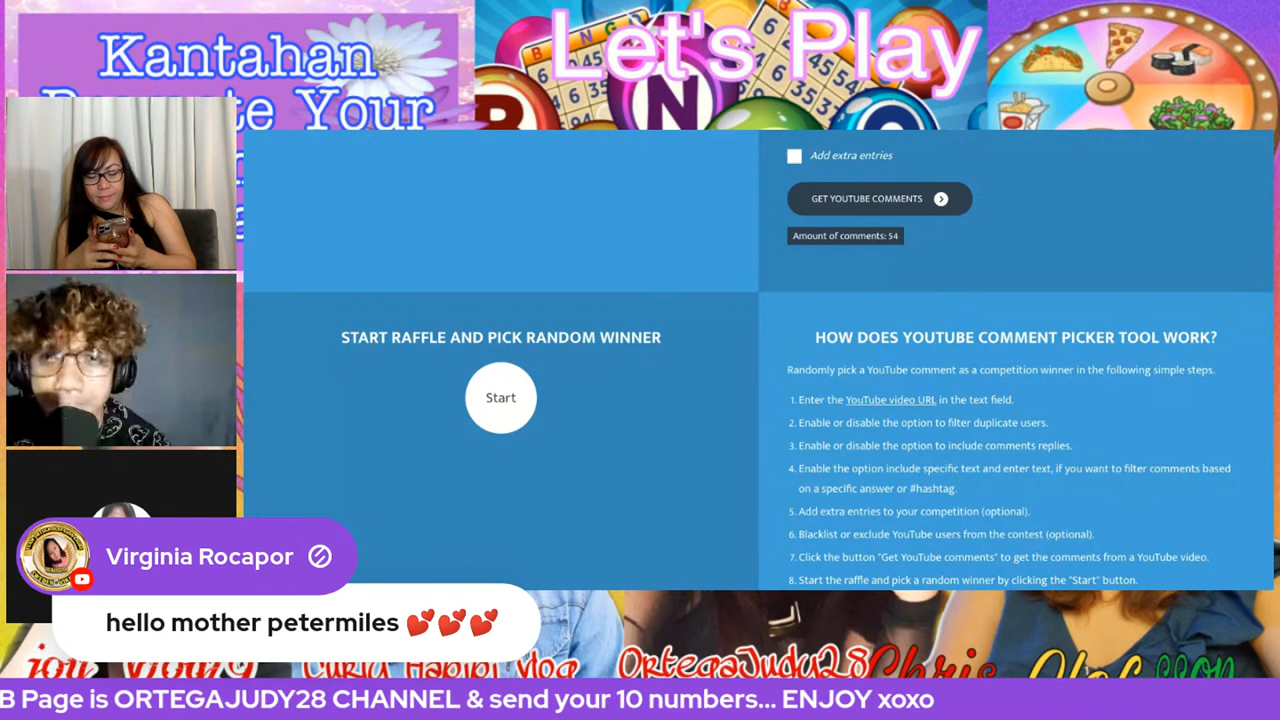 Kantahan
Let's Play
te Your
B I N G
N
Add extra entries
GET YOUTUBE COMMENTS
Amount of comments: 54
START RAFFLE AND PICK RANDOM WINNER
Start
HOW DOES YOUTUBE COMMENT PICKER TOOL WORK?
Randomly pick a YouTube comment as a competition winner in the following simple steps.
1. Enter the YouTube video URL in the text field.
2. Enable or disable the option to filter duplicate users.
3. Enable or disable the option to include comments replies.
4. Enable the option include specific text and enter text, if you want to filter comments based
on a specific answer or #hashtag.
5. Add extra entries to your competition (optional).
6. Blacklist or exclude YouTube users from the contest (optional).
7. Click the button "Get YouTube comments" to get the comments from a YouTube video.
8. Start the raffle and pick a random winner by clicking the "Start" button.
Virginia Rocapor
hello mother petermiles 💕💕💕
Curly Habibi Vlog
OrtegaJudy28
Chris
B Page is ORTEGAJUDY28 CHANNEL & send your 10 numbers... ENJOY xoxo